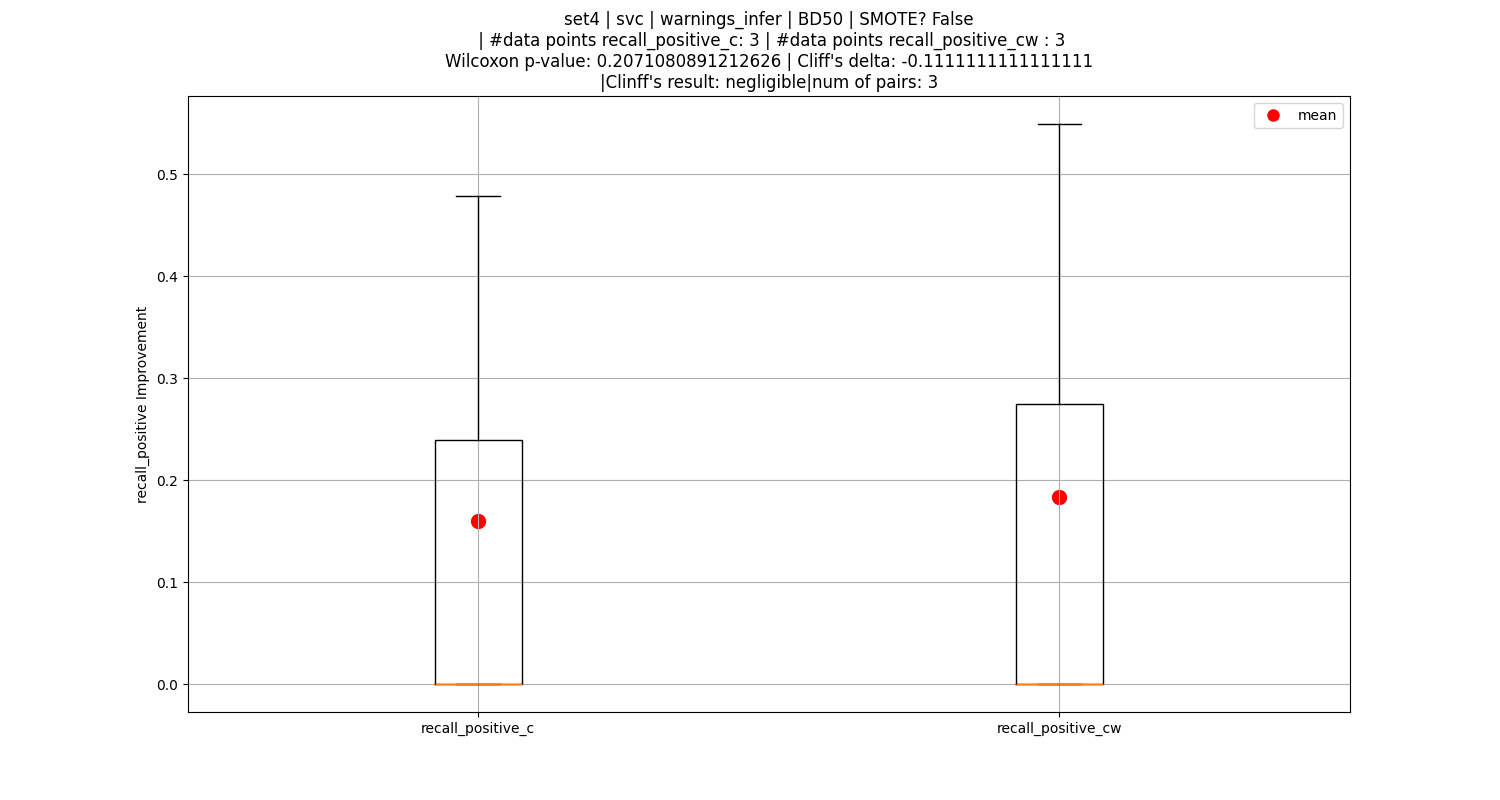 set4 | svc | warnings_infer | BD50 | SMOTE? False
| #data points recall_positive_c: 3 | #data points recall_positive_cw : 3
Wilcoxon p-value: 0.2071080891212626 | Cliff's delta: -0.1111111111111111
|Clinff's result: negligible|num of pairs: 3
mean
0.5
0.4
0.3
0.2
0.1
0.0
recall_positive Improvement
recall_positive_c
recall_positive_cw